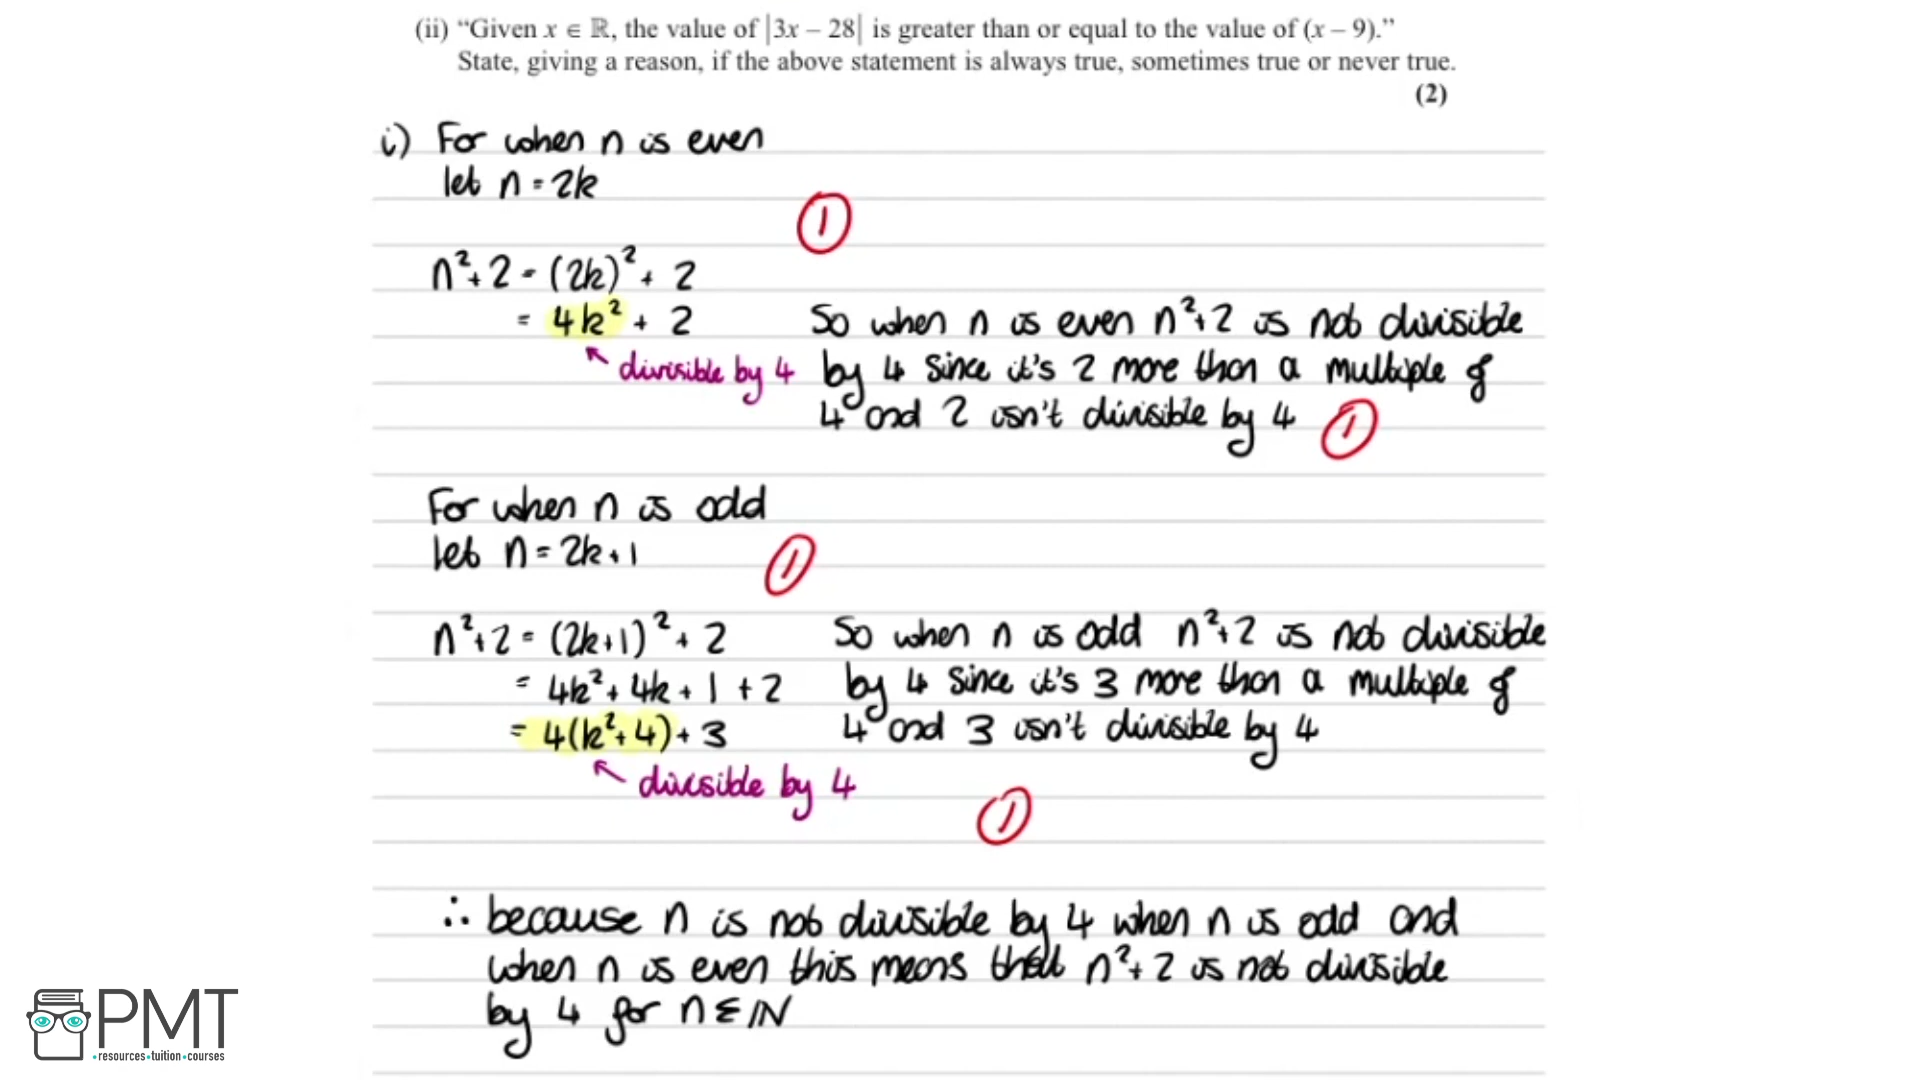 (ii) “Given x ∈ ℝ, the value of |3x – 28| is greater than or equal to the value of (x – 9).”
State, giving a reason, if the above statement is always true, sometimes true or never true.
(2)
i) For when n is even
let n = 2k
①
n² + 2 = (2k)² + 2
= 4k² + 2
divisible by 4
So when n is even n² + 2 is not divisible
by 4 since it's 2 more than a multiple of
4 and 2 isn't divisible by 4 ①
For when n is odd
let n = 2k + 1
①
n² + 2 = (2k+1)² + 2
= 4k² + 4k + 1 + 2
= 4(k² + 4) + 3
divisible by 4
So when n is odd n² + 2 is not divisible
by 4 since it's 3 more than a multiple of
4 and 3 isn't divisible by 4
①
∴ because n is not divisible by 4 when n is odd and
when n is even this means that n² + 2 is not divisible
by 4 for n ∈ ℕ
PMT
resources•tuition•courses